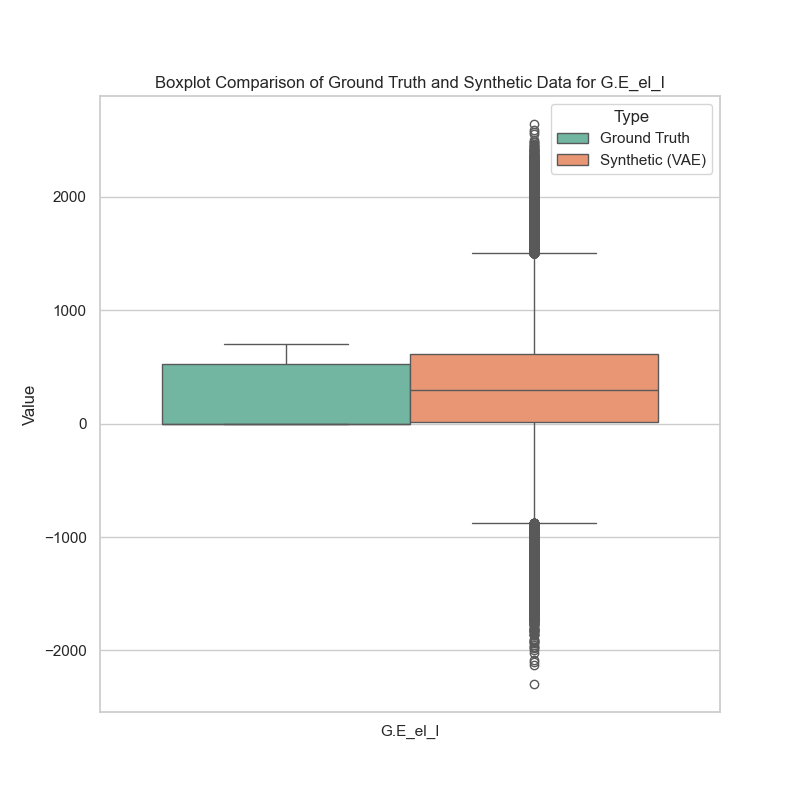 Boxplot Comparison of Ground Truth and Synthetic Data for G.E_el_I
Type
Ground Truth
Synthetic (VAE)
2000
1000
0
−1000
−2000
Value
G.E_el_I